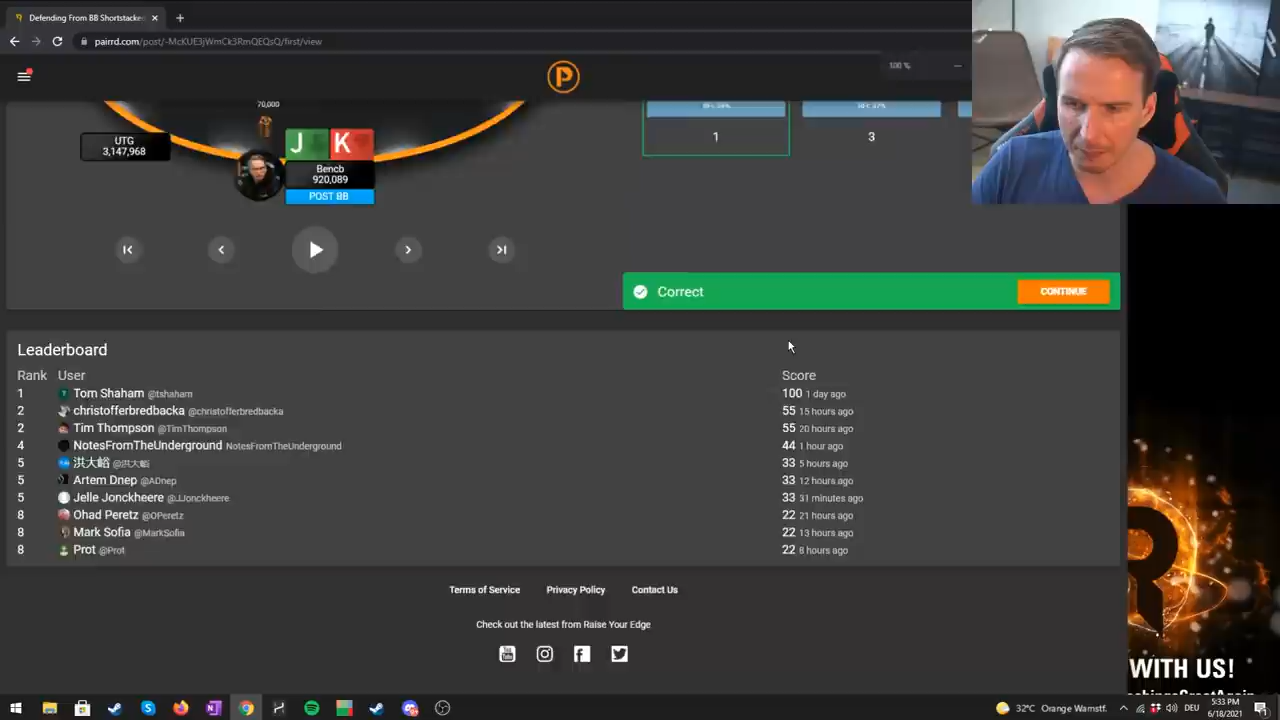 Defending From BB Shortstacked
pairrd.com/post/-McKUE3jWmCk3RmQEQsQ/first/view
P
100 %
70,000
UTG
3,147,968
J K
Bencb
920,089
POST BB
1
3
Correct
CONTINUE
Leaderboard
Rank User Score
1 Tom Shaham @tshaham 100 1 day ago
2 christofferbredbacka @christofferbredbacka 55 15 hours ago
2 Tim Thompson @TimThompson 55 20 hours ago
4 NotesFromTheUnderground NotesFromTheUnderground 44 1 hour ago
5 洪大峪 @洪大峪 33 5 hours ago
5 Artem Dnep @ADnep 33 12 hours ago
5 Jelle Jonckheere @JJonckheere 33 31 minutes ago
8 Ohad Peretz @OPeretz 22 21 hours ago
8 Mark Sofia @MarkSofia 22 13 hours ago
8 Prot @Prot 22 8 hours ago
Terms of Service Privacy Policy Contact Us
Check out the latest from Raise Your Edge
WITH US!
32°C Orange Warnstf.
5:33 PM
6/18/2021